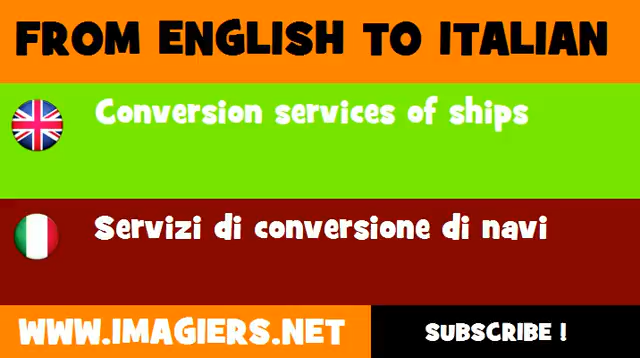 FROM ENGLISH TO ITALIAN
Conversion services of ships
Servizi di conversione di navi
WWW.IMAGIERS.NET
SUBSCRIBE !